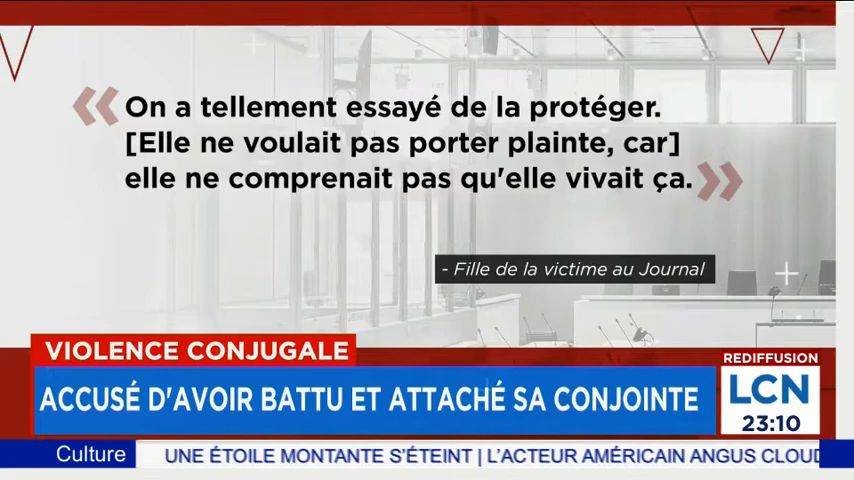 On a tellement essayé de la protéger.
[Elle ne voulait pas porter plainte, car]
elle ne comprenait pas qu'elle vivait ça.
- Fille de la victime au Journal
VIOLENCE CONJUGALE
ACCUSÉ D'AVOIR BATTU ET ATTACHÉ SA CONJOINTE
REDIFFUSION
LCN
23:10
Culture
UNE ÉTOILE MONTANTE S'ÉTEINT | L'ACTEUR AMÉRICAIN ANGUS CLOUD